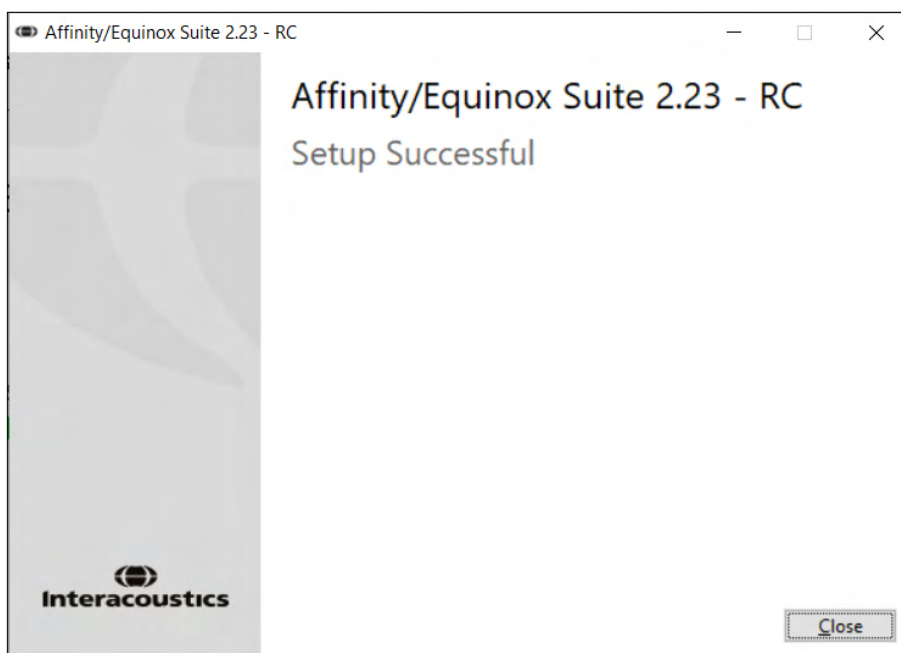 Affinity/Equinox Suite 2.23 - RC
Affinity/Equinox Suite 2.23 - RC
Setup Successful
Interacoustics
Close